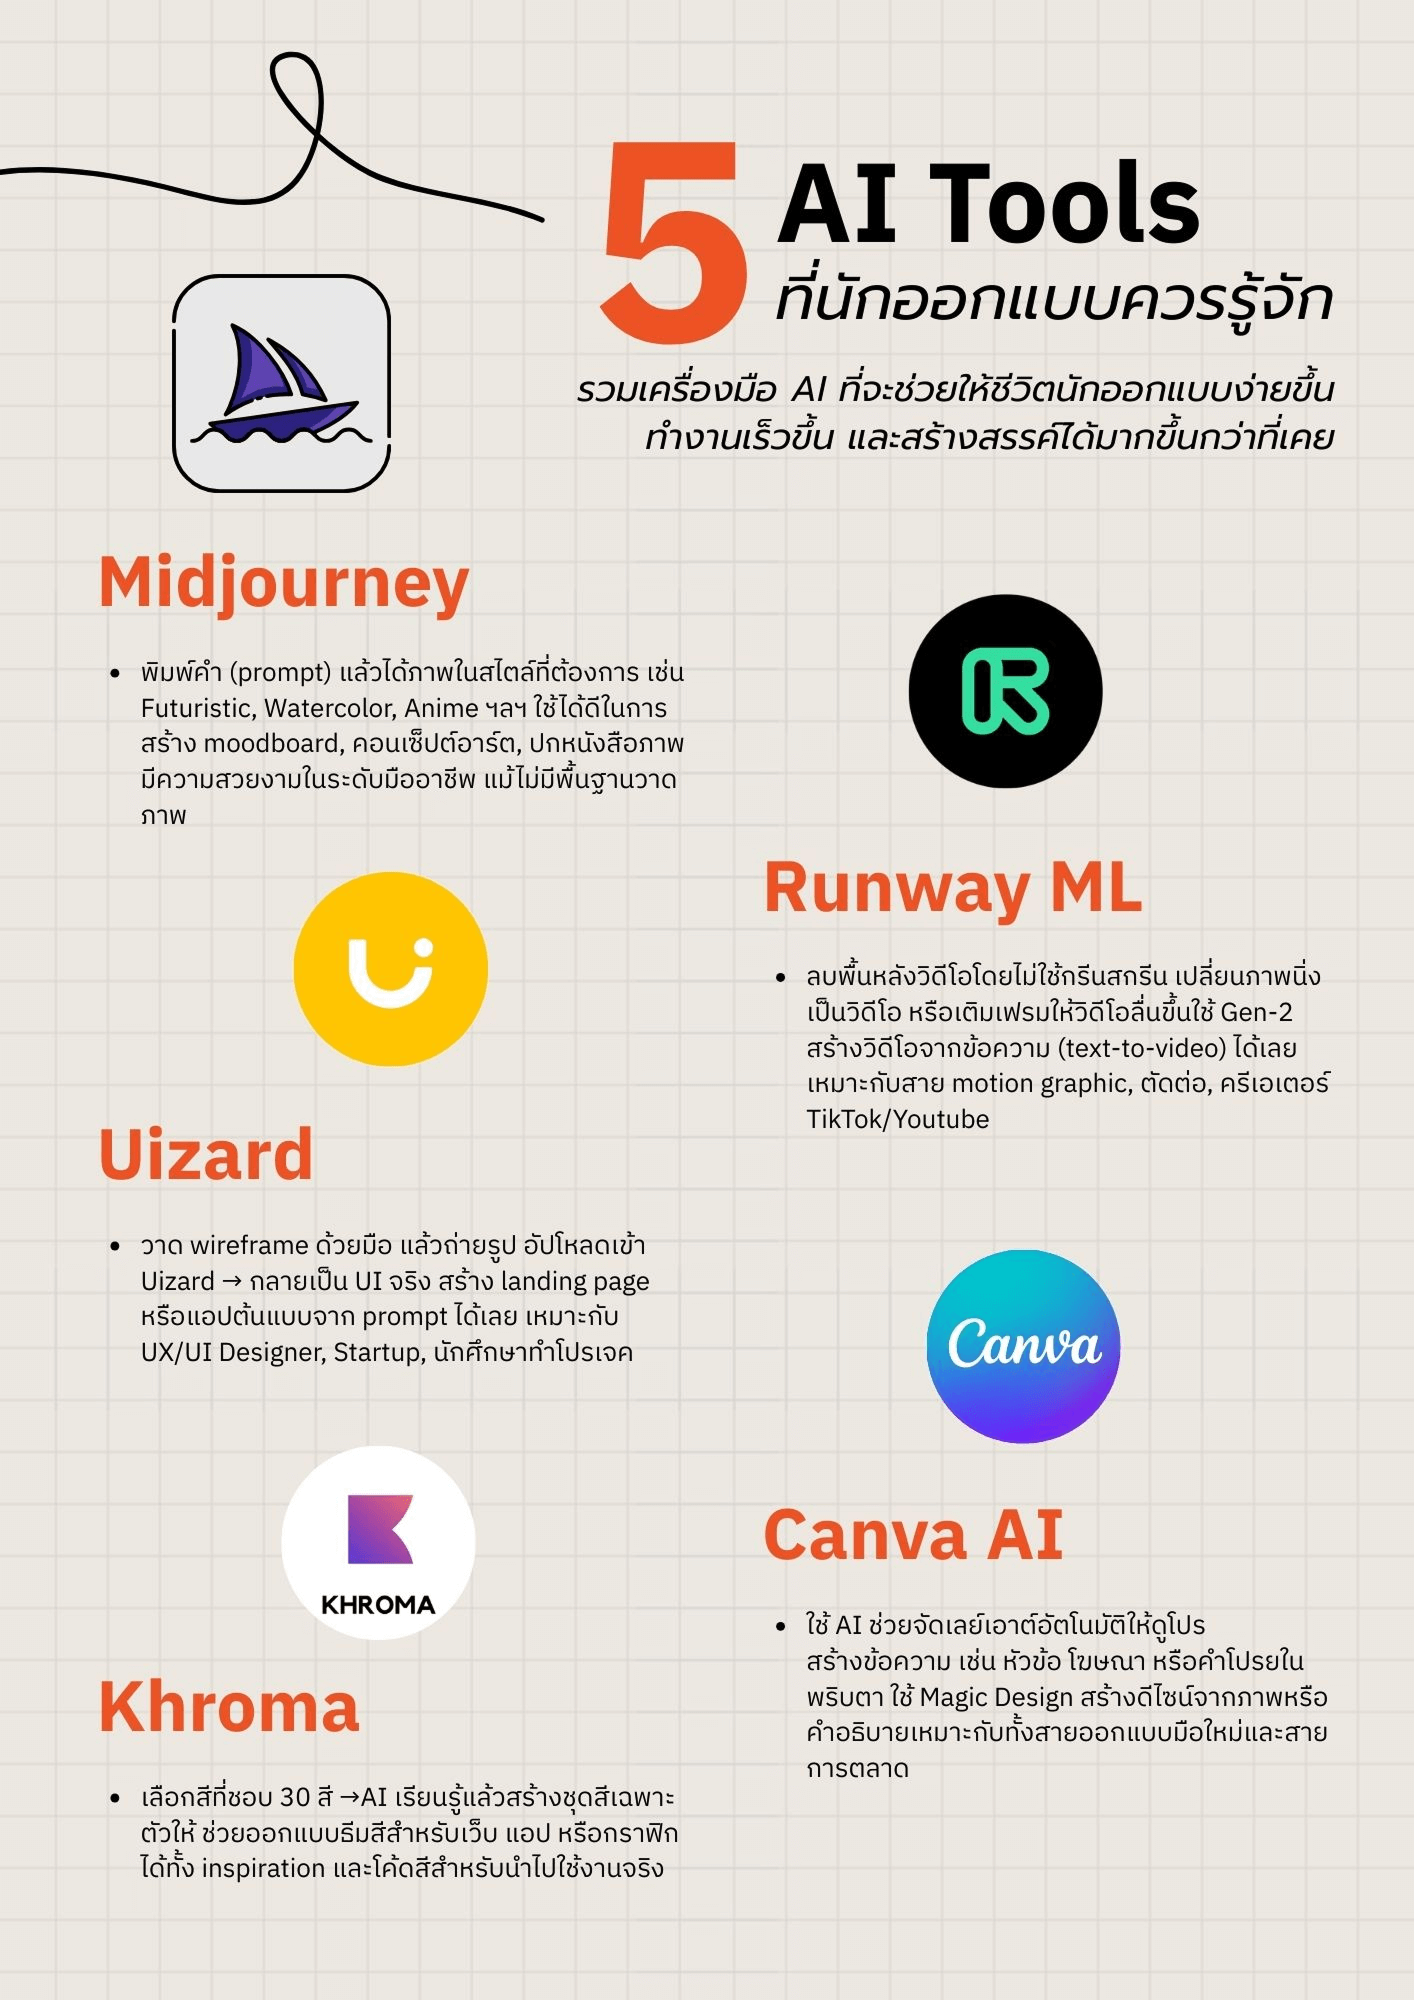 5 AI Tools
ที่นักออกแบบควรรู้จัก
รวมเครื่องมือ AI ที่จะช่วยให้ชีวิตนักออกแบบง่ายขึ้น
ทำงานเร็วขึ้น และสร้างสรรค์ได้มากขึ้นกว่าที่เคย
Midjourney
• พิมพ์คำ (prompt) แล้วได้ภาพในสไตล์ที่ต้องการ เช่น
Futuristic, Watercolor, Anime ฯลฯ ใช้ได้ดีในการ
สร้าง moodboard, คอนเซ็ปต์อาร์ต, ปกหนังสือภาพ
มีความสวยงามในระดับมืออาชีพ แม้ไม่มีพื้นฐานวาด
ภาพ
Runway ML
• ลบพื้นหลังวิดีโอโดยไม่ใช้กรีนสกรีน เปลี่ยนภาพนิ่ง
เป็นวิดีโอ หรือเติมเฟรมให้วิดีโอลื่นขึ้นใช้ Gen-2
สร้างวิดีโอจากข้อความ (text-to-video) ได้เลย
เหมาะกับสาย motion graphic, ตัดต่อ, ครีเอเตอร์
TikTok/Youtube
Uizard
• วาด wireframe ด้วยมือ แล้วถ่ายรูป อัปโหลดเข้า
Uizard → กลายเป็น UI จริง สร้าง landing page
หรือแอปต้นแบบจาก prompt ได้เลย เหมาะกับ
UX/UI Designer, Startup, นักศึกษาทำโปรเจค
Canva
Canva AI
• ใช้ AI ช่วยจัดเลย์เอาต์อัตโนมัติให้ดูโปร
สร้างข้อความ เช่น หัวข้อ โฆษณา หรือคำโปรยใน
พริบตา ใช้ Magic Design สร้างดีไซน์จากภาพหรือ
คำอธิบายเหมาะกับทั้งสายออกแบบมือใหม่และสาย
การตลาด
KHROMA
Khroma
• เลือกสีที่ชอบ 30 สี →AI เรียนรู้แล้วสร้างชุดสีเฉพาะ
ตัวให้ ช่วยออกแบบธีมสีสำหรับเว็บ แอป หรือกราฟิก
ได้ทั้ง inspiration และโค้ดสีสำหรับนำไปใช้งานจริง